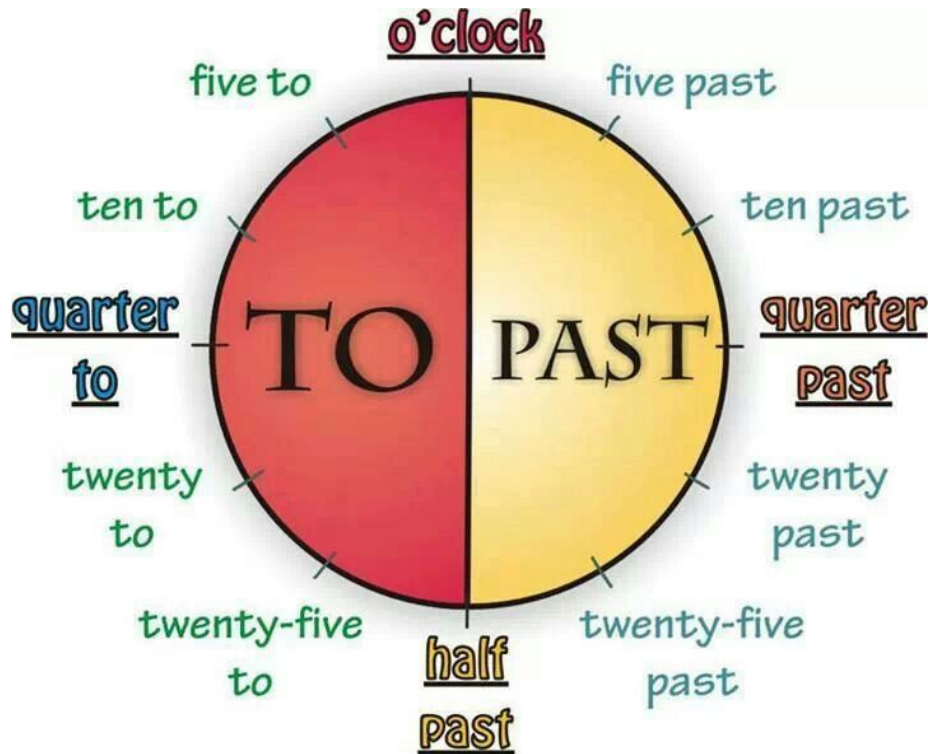 o'clock
five to
five past
ten to
ten past
quarter
to
TO
PAST
quarter
past
twenty
to
twenty
past
twenty-five
to
half
past
twenty-five
past